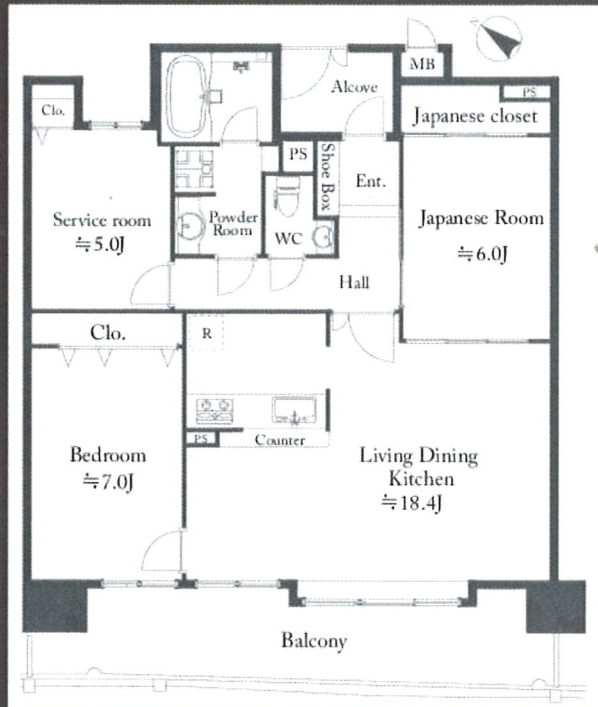 MB
Alcove
PS
Japanese closet
Clo.
PS
Shoe Box
Ent.
Service room
≒5.0J
Powder
Room
WC
Japanese Room
≒6.0J
Hall
Clo.
R
Bedroom
≒7.0J
PS
Counter
Living Dining
Kitchen
≒18.4J
Balcony